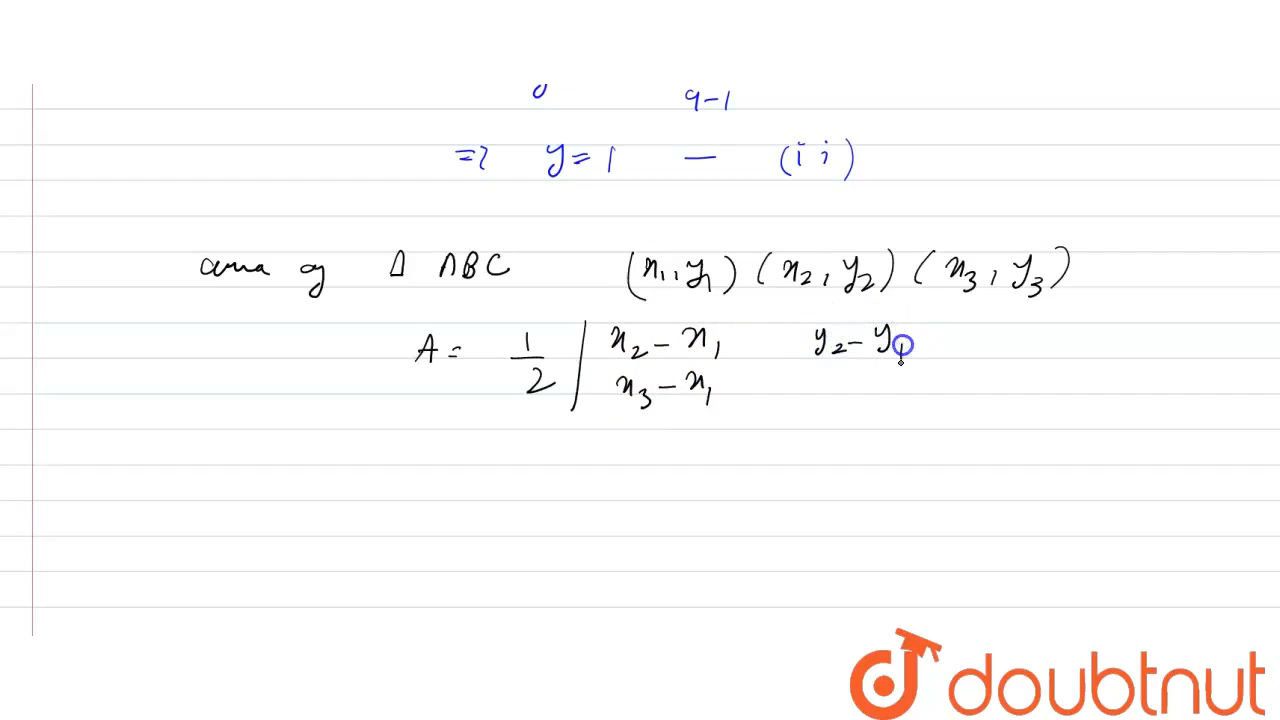 9-1
=> y = 1 — (ii)
area of Δ ABC (x₁, y₁) (x₂, y₂) (x₃, y₃)
A = 1/2 | x₂ - x₁ y₂ - y₁
x₃ - x₁
doubtnut